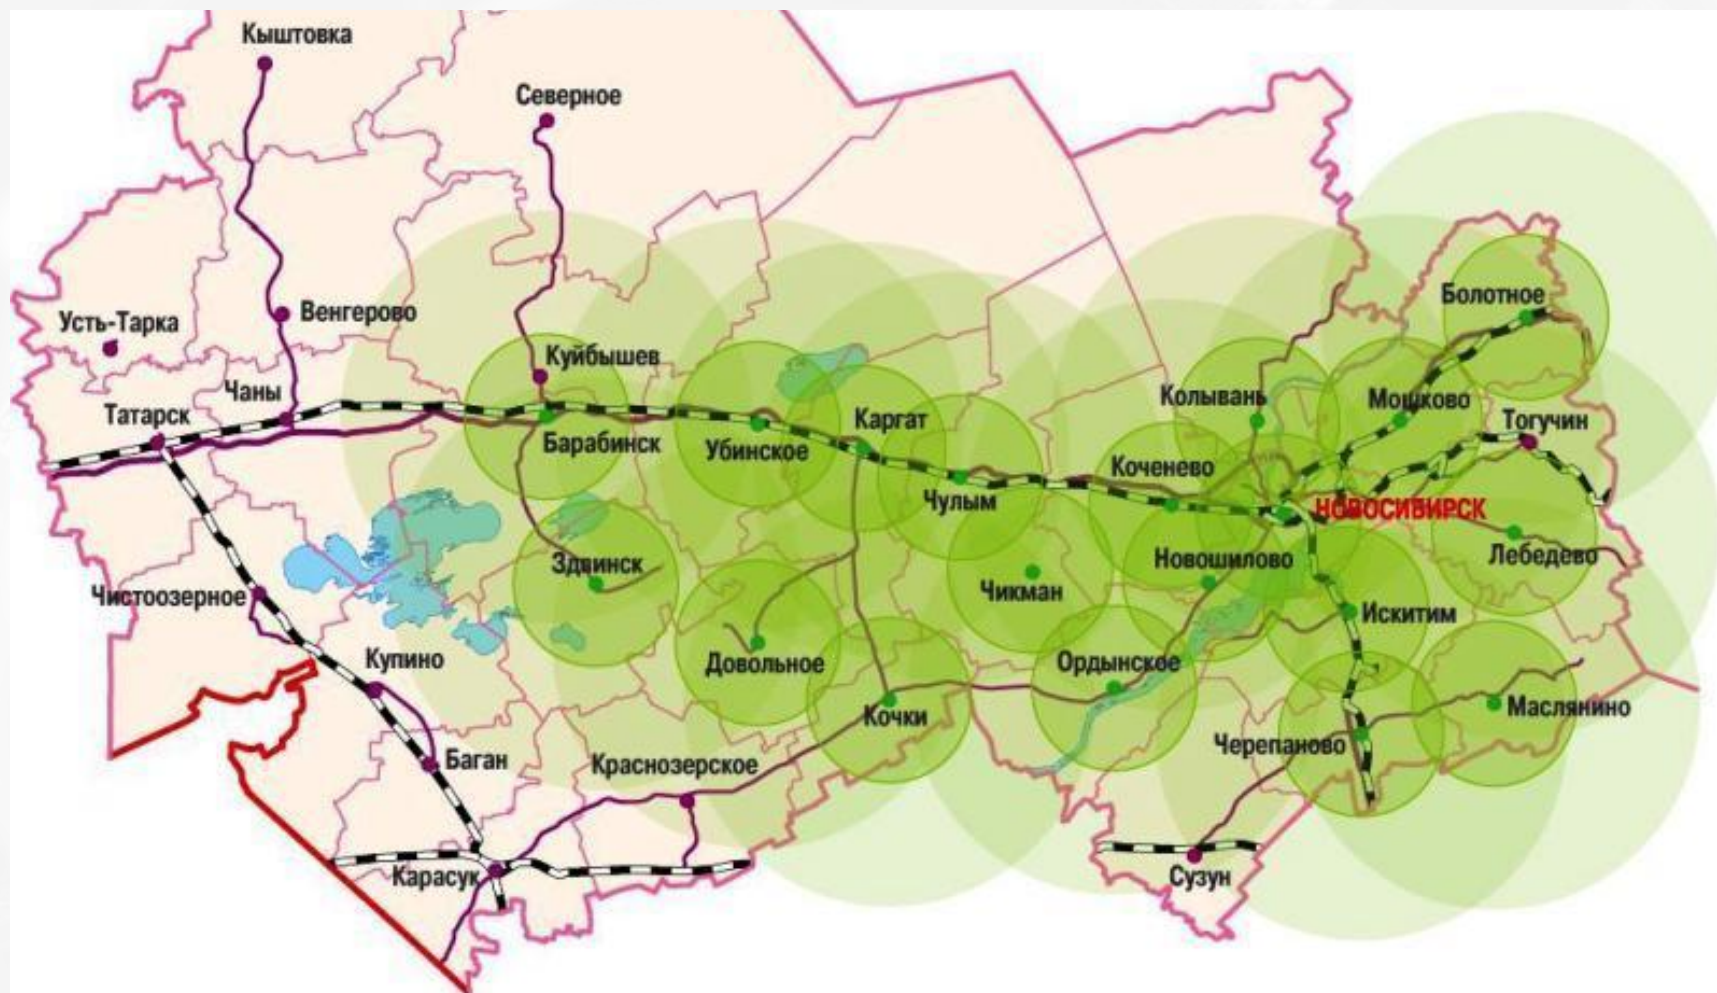 Кыштовка
Северное
Болотное
Венгерово
Усть-Тарка
Куйбышев
Чаны
Колывань
Мошково
Татарск
Каргат
Тогучин
Барабинск
Убинское
Коченево
Чулым
НОВОСИБИРСК
Здвинск
Новошилово
Лебедево
Чистоозерное
Чикман
Искитим
Купино
Довольное
Ордынское
Кочки
Маслянино
Черепаново
Баган
Краснозерское
Карасук
Сузун